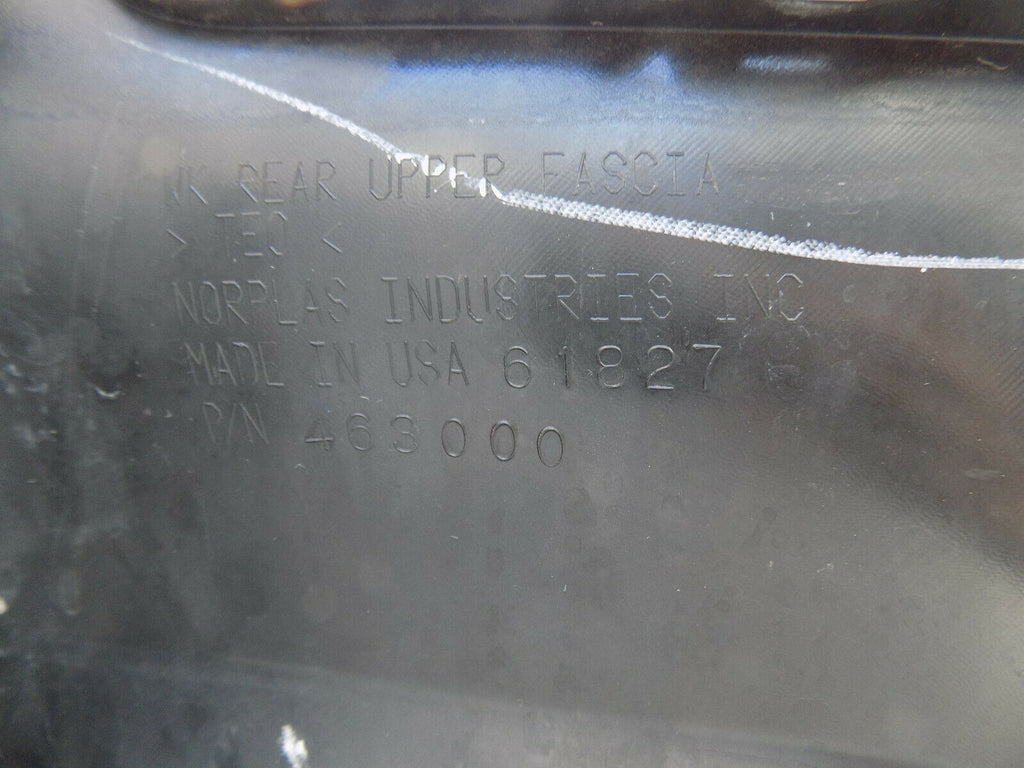 WK REAR UPPER FASCIA
> TEO <
NORPLAS INDUSTRIES INC
MADE IN USA 61827
P/N 463000